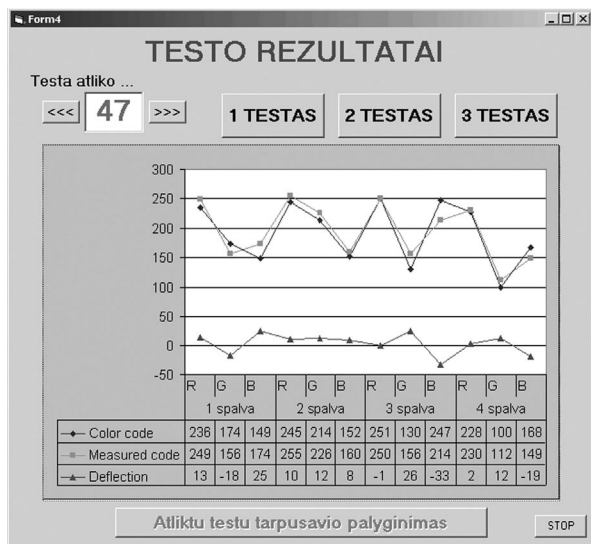 Form4
TESTO REZULTATAI
Testa atliko ...
<<< 47 >>> 1 TESTAS 2 TESTAS 3 TESTAS
300
250
200
150
100
50
0
-50
R G B R G B R G B R G B
1 spalva 2 spalva 3 spalva 4 spalva
Color code 236 174 149 245 214 152 251 130 247 228 100 168
Measured code 249 156 174 255 226 160 250 156 214 230 112 149
Deflection 13 -18 25 10 12 8 -1 26 -33 2 12 -19
Atliktu testu tarpusavio palyginimas STOP